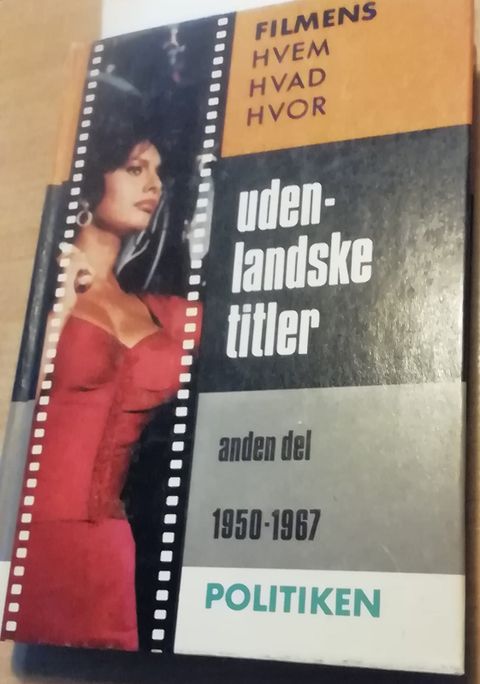 FILMENS
HVEM
HVAD
HVOR
uden-
landske
titler
anden del
1950-1967
POLITIKEN